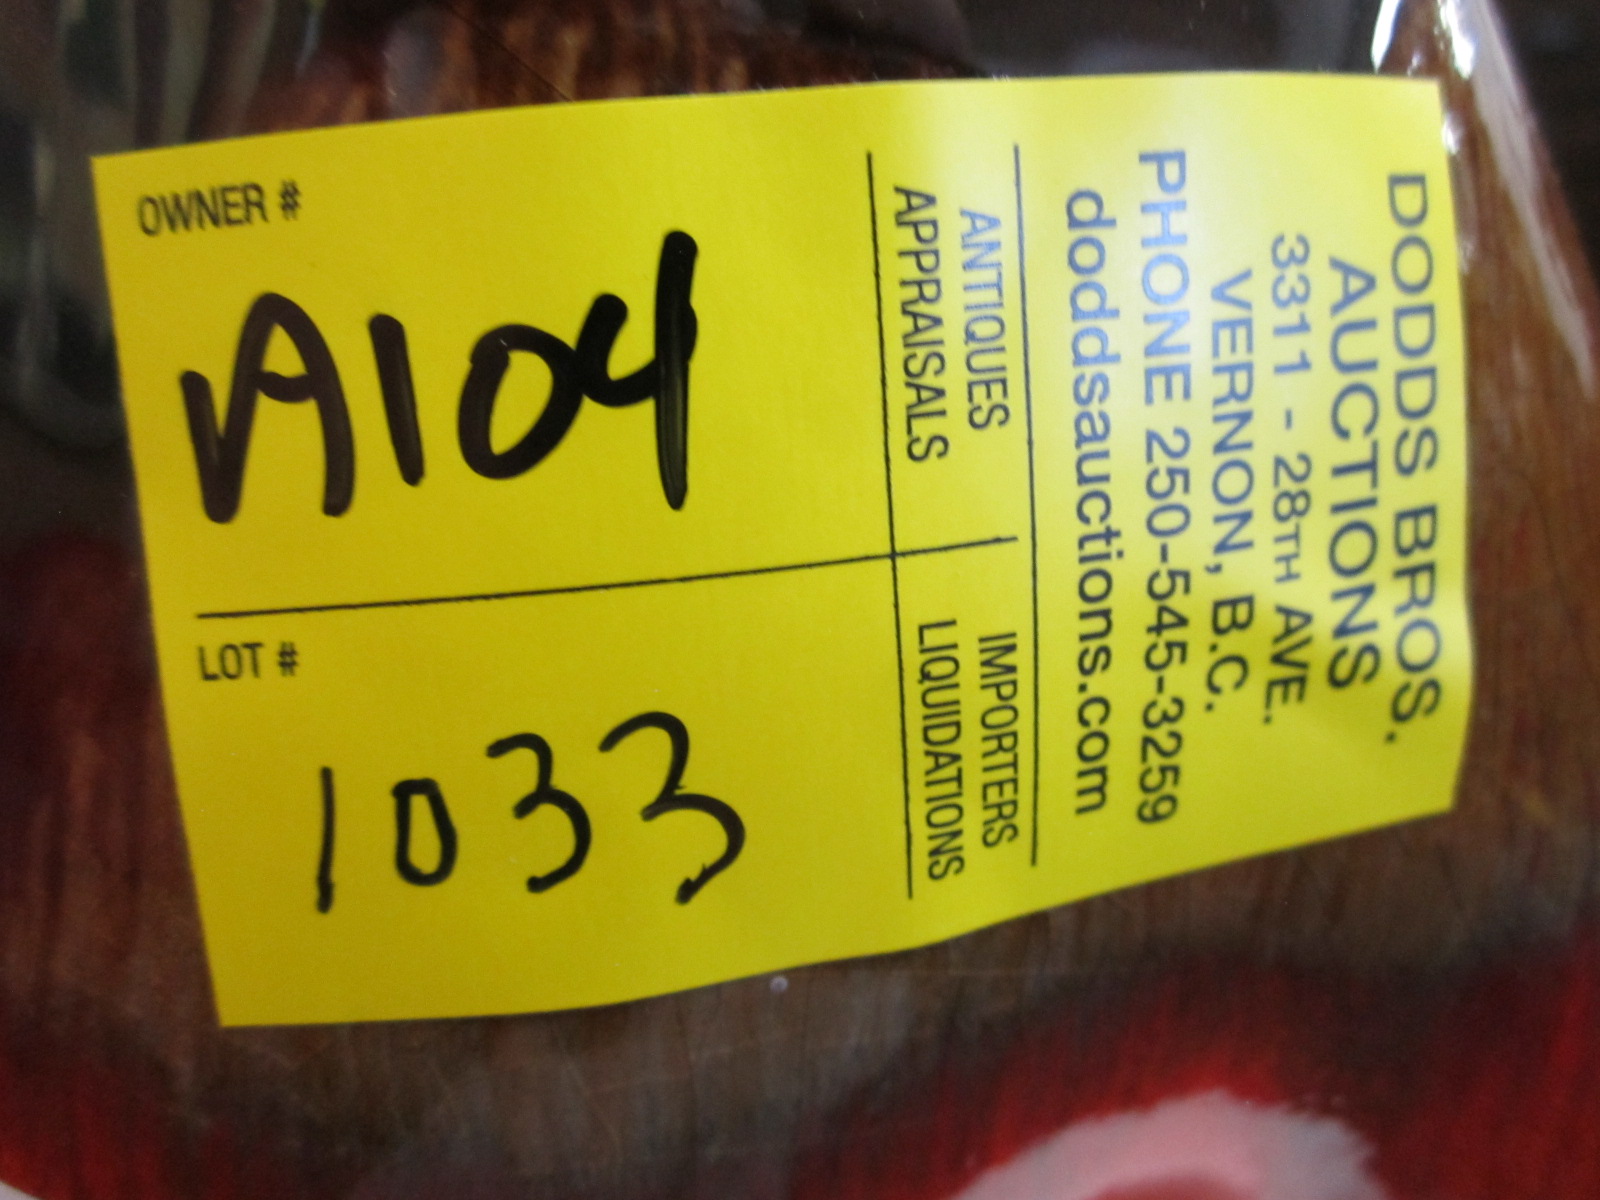 DODDS BROS.
AUCTIONS
3311 - 28TH AVE.
VERNON, B.C.
PHONE 250-545-3259
doddsauctions.com
ANTIQUES
APPRAISALS
IMPORTERS
LIQUIDATIONS
OWNER #
A104
LOT #
1033